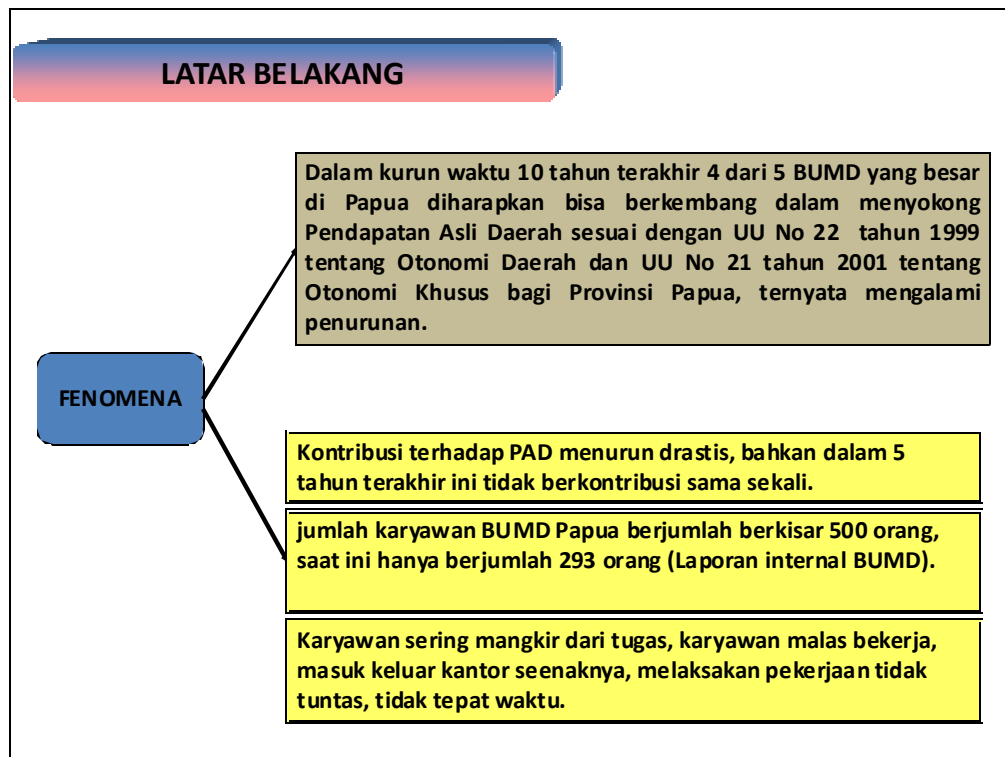 LATAR BELAKANG
Dalam kurun waktu 10 tahun terakhir 4 dari 5 BUMD yang besar
di Papua diharapkan bisa berkembang dalam menyokong
Pendapatan Asli Daerah sesuai dengan UU No 22 tahun 1999
tentang Otonomi Daerah dan UU No 21 tahun 2001 tentang
Otonomi Khusus bagi Provinsi Papua, ternyata mengalami
penurunan.
FENOMENA
Kontribusi terhadap PAD menurun drastis, bahkan dalam 5
tahun terakhir ini tidak berkontribusi sama sekali.
jumlah karyawan BUMD Papua berjumlah berkisar 500 orang,
saat ini hanya berjumlah 293 orang (Laporan internal BUMD).
Karyawan sering mangkir dari tugas, karyawan malas bekerja,
masuk keluar kantor seenaknya, melaksakan pekerjaan tidak
tuntas, tidak tepat waktu.